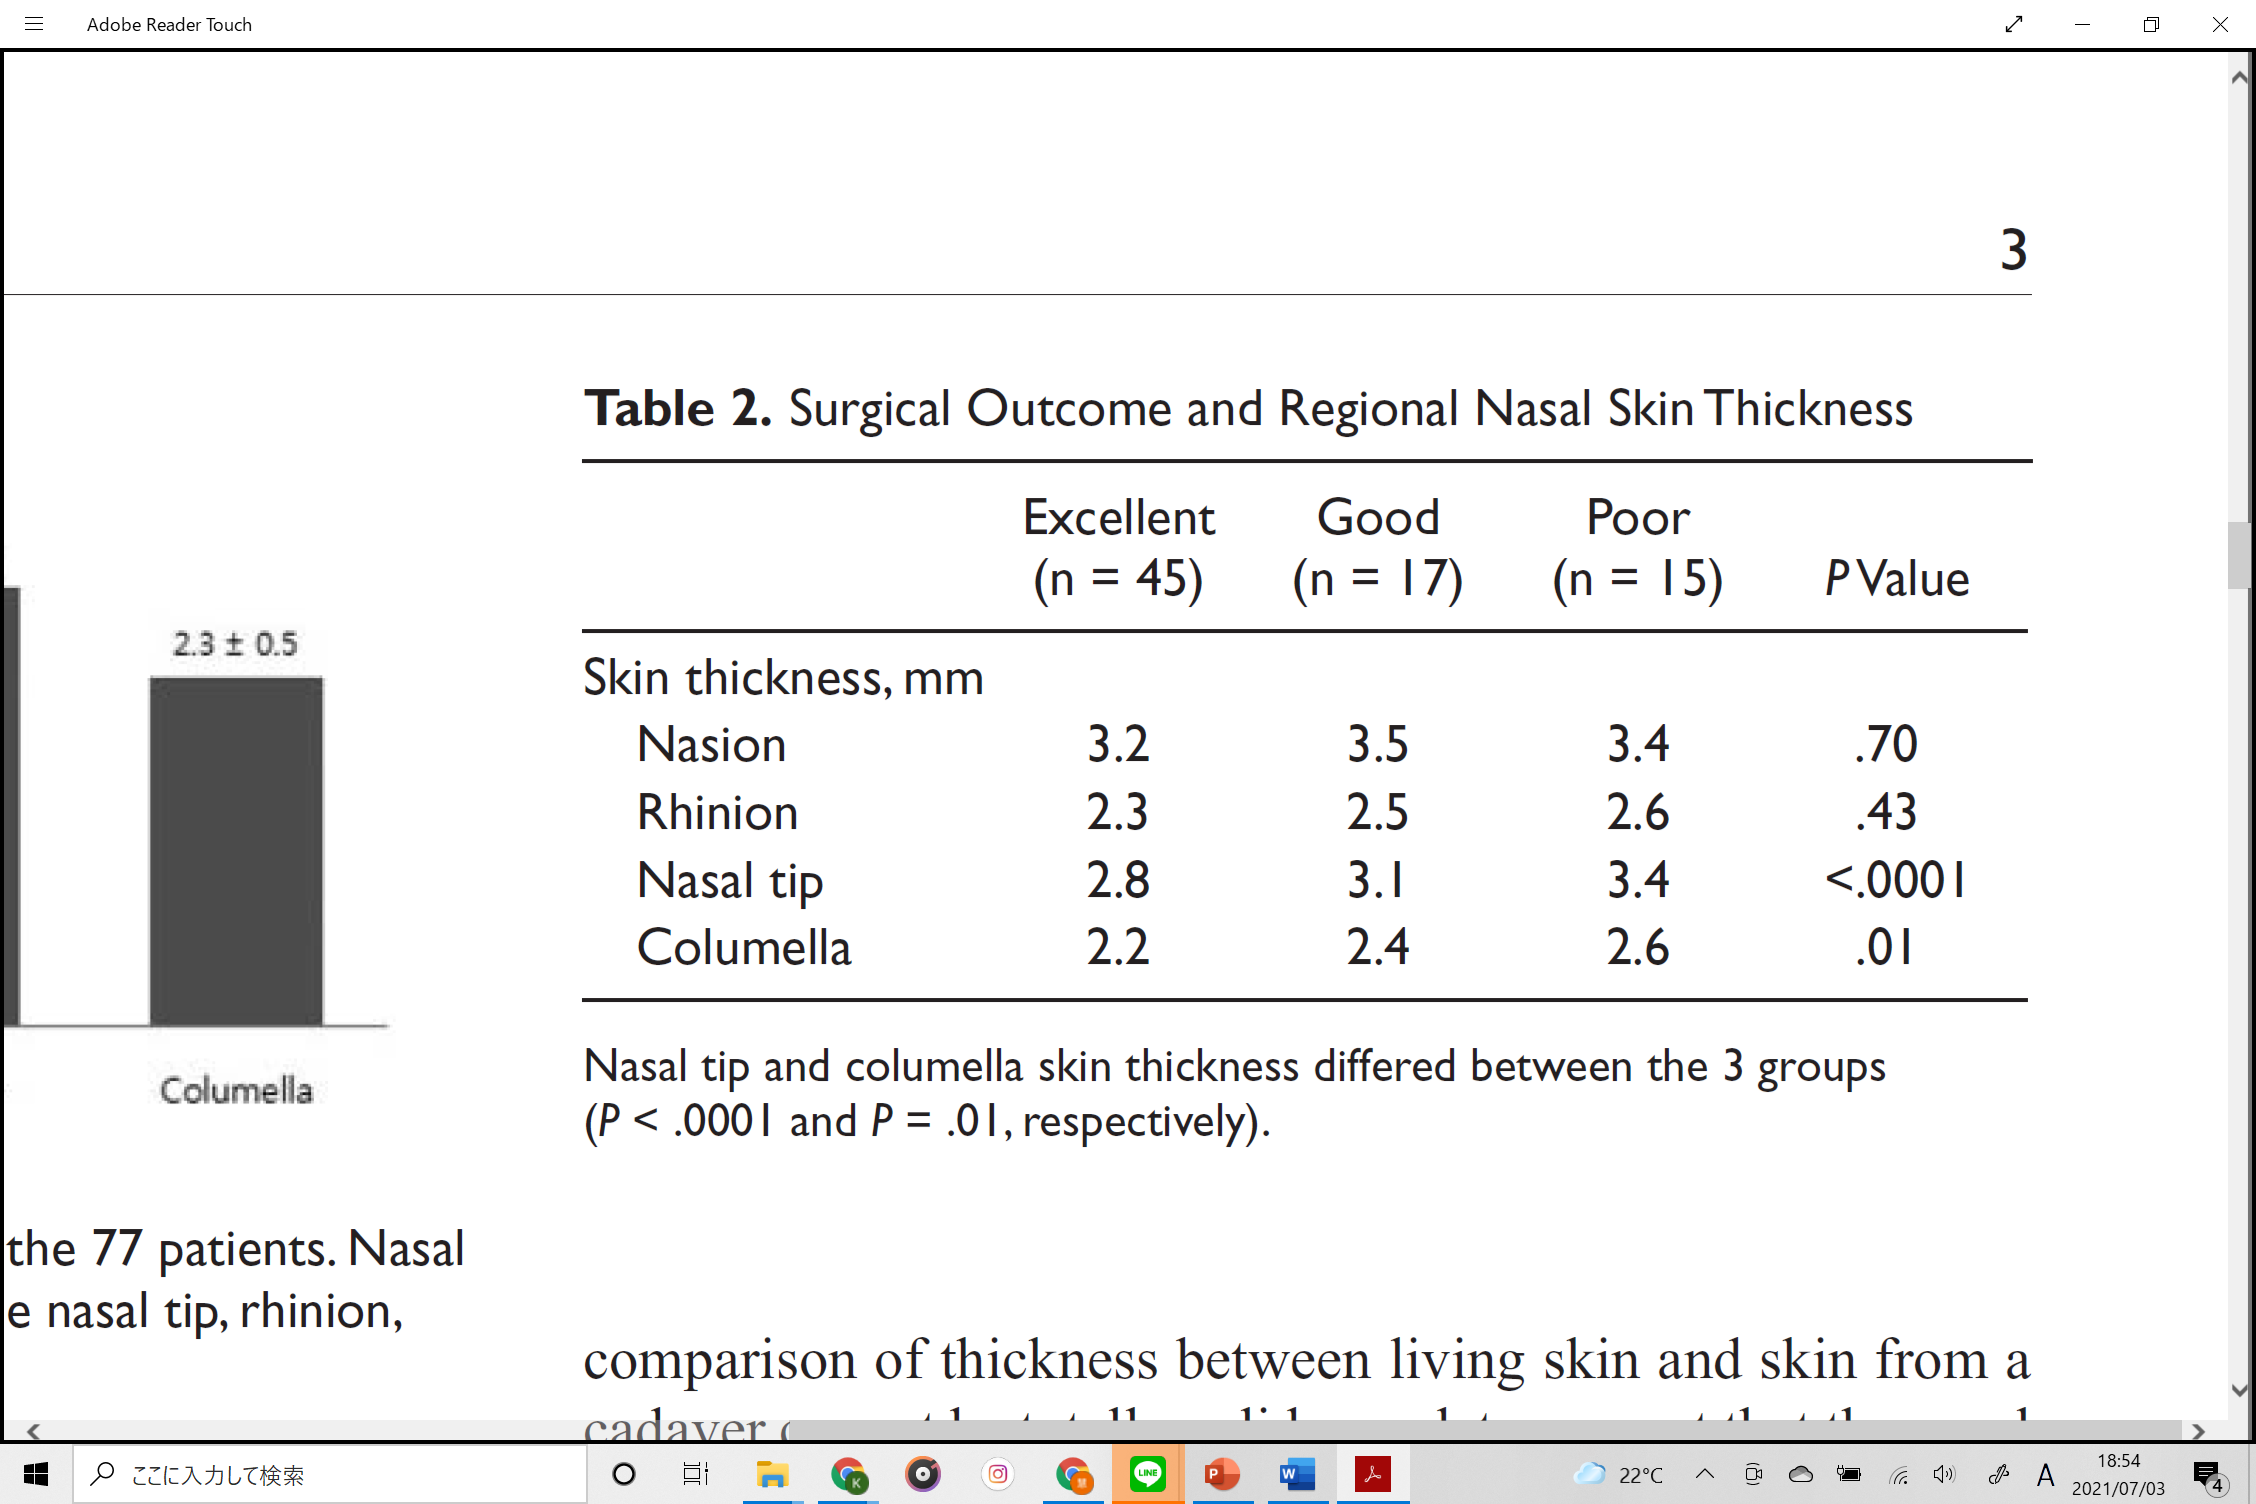 Adobe Reader Touch
3
Table 2. Surgical Outcome and Regional Nasal Skin Thickness
Excellent Good Poor
(n = 45) (n = 17) (n = 15) P Value
Skin thickness, mm
Nasion 3.2 3.5 3.4 .70
Rhinion 2.3 2.5 2.6 .43
Nasal tip 2.8 3.1 3.4 <.0001
Columella 2.2 2.4 2.6 .01
Nasal tip and columella skin thickness differed between the 3 groups
(P < .0001 and P = .01, respectively).
2.3 ± 0.5
Columella
the 77 patients. Nasal
e nasal tip, rhinion,
comparison of thickness between living skin and skin from a
cadaver
ここに入力して検索
K
LINE
P
W
22°C
A
18:54
2021/07/03
4